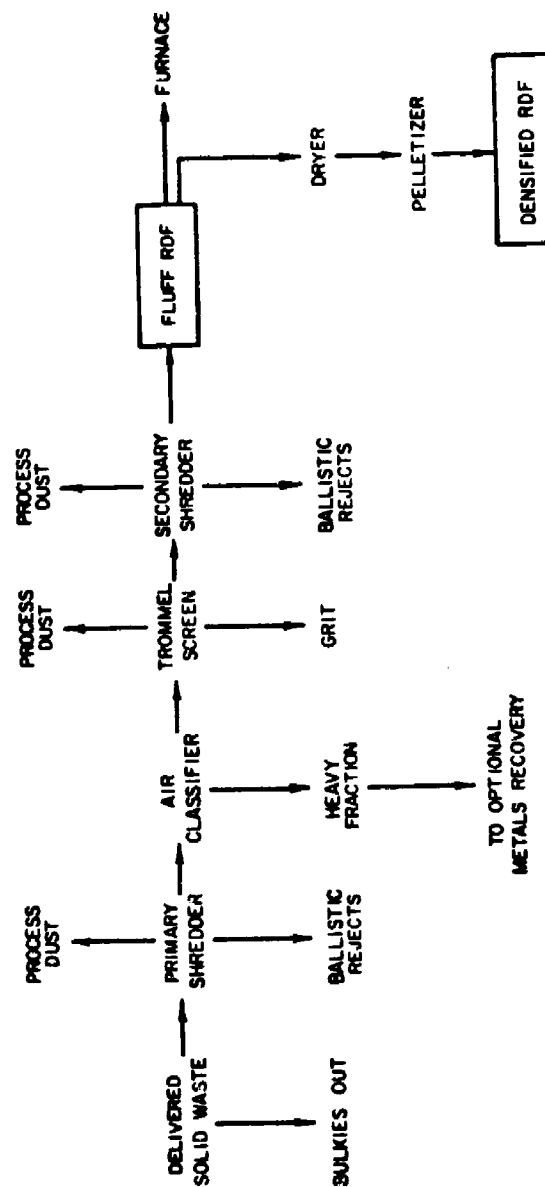 DELIVERED
SOLID WASTE
BULKIES OUT
PROCESS
DUST
PRIMARY
SHREDDER
BALLISTIC
REJECTS
AIR
CLASSIFIER
HEAVY
FRACTION
TO OPTIONAL
METALS RECOVERY
PROCESS
DUST
TROMMEL
SCREEN
GRIT
PROCESS
DUST
SECONDARY
SHREDDER
BALLISTIC
REJECTS
FLUFF RDF
FURNACE
DRYER
PELLETIZER
DENSIFIED RDF